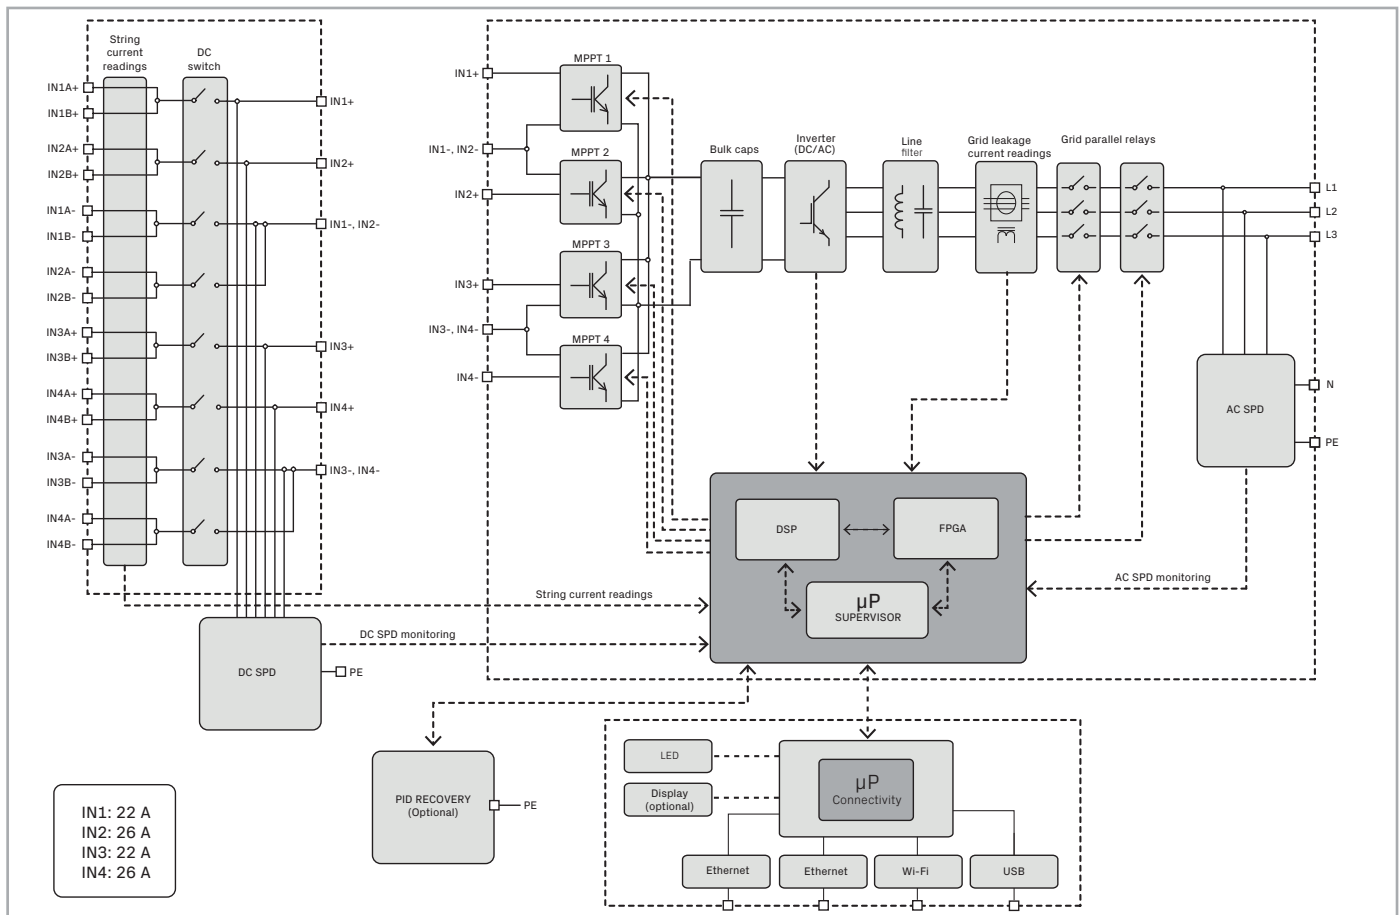 String
current
readings
DC
switch
IN1A+
IN1B+
IN2A+
IN2B+
IN1A-
IN1B-
IN2A-
IN2B-
IN3A+
IN3B+
IN4A+
IN4B+
IN3A-
IN3B-
IN4A-
IN4B-
IN1+
IN2+
IN1-, IN2-
IN3+
IN4+
IN3-, IN4-
DC SPD
PE
String current readings
DC SPD monitoring
IN1+
IN1-, IN2-
IN2+
IN3+
IN3-, IN4-
IN4-
MPPT 1
MPPT 2
MPPT 3
MPPT 4
Bulk caps
Inverter
(DC/AC)
Line
filter
Grid leakage
current readings
Grid parallel relays
L1
L2
L3
N
PE
AC SPD
AC SPD monitoring
DSP
FPGA
µP
SUPERVISOR
PID RECOVERY
(Optional)
PE
LED
Display
(optional)
µP
Connectivity
Ethernet
Ethernet
Wi-Fi
USB
IN1: 22 A
IN2: 26 A
IN3: 22 A
IN4: 26 A